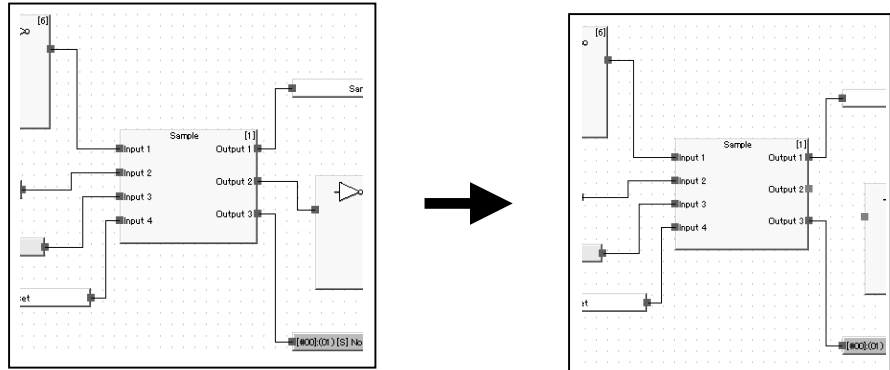 [6]
Sample [1]
Input 1 Output 1
Input 2 Output 2
Input 3 Output 3
Input 4
Sar
et
[#00]:(01) [S] No
[6]
Sample [1]
Input 1 Output 1
Input 2 Output 2
Input 3 Output 3
Input 4
et
[#00]:(01)